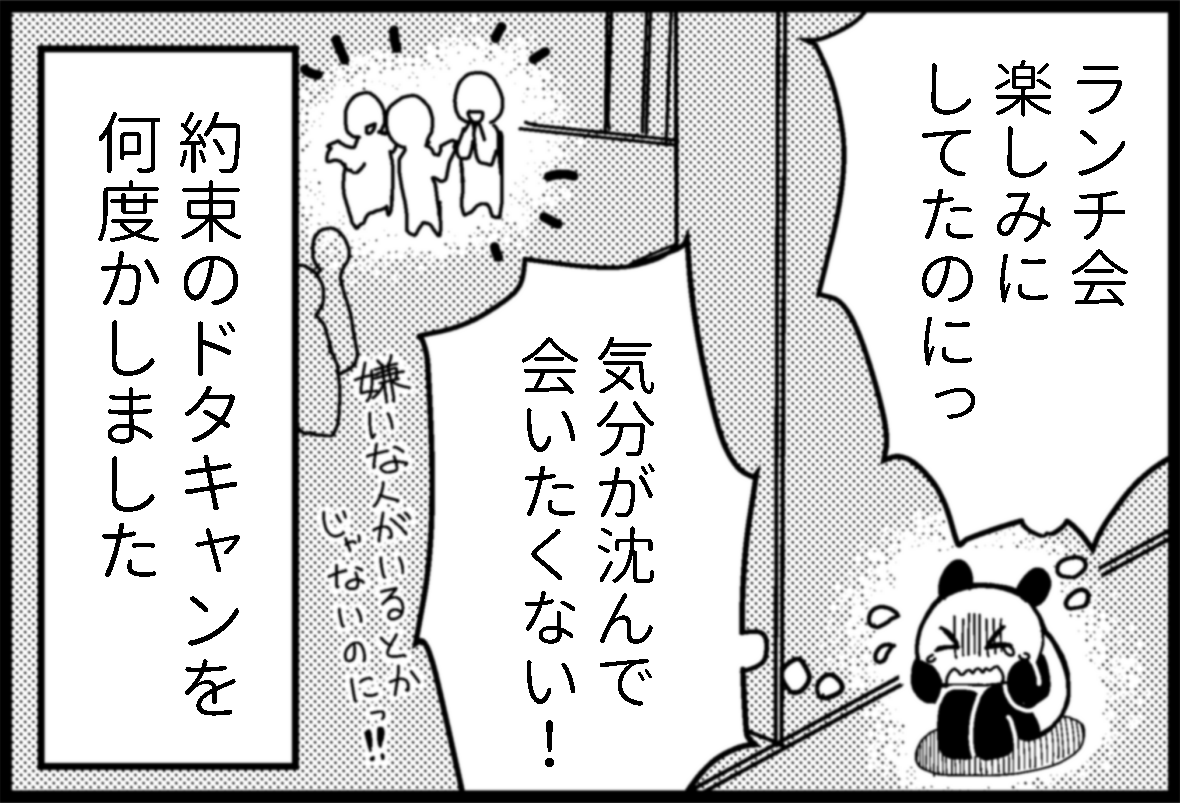 ランチ会
楽しみに
してたのにっ
気分が沈んで
会いたくない！
嫌いな人がいるとか
じゃないのにっ!!
約束のドタキャンを
何度かしました